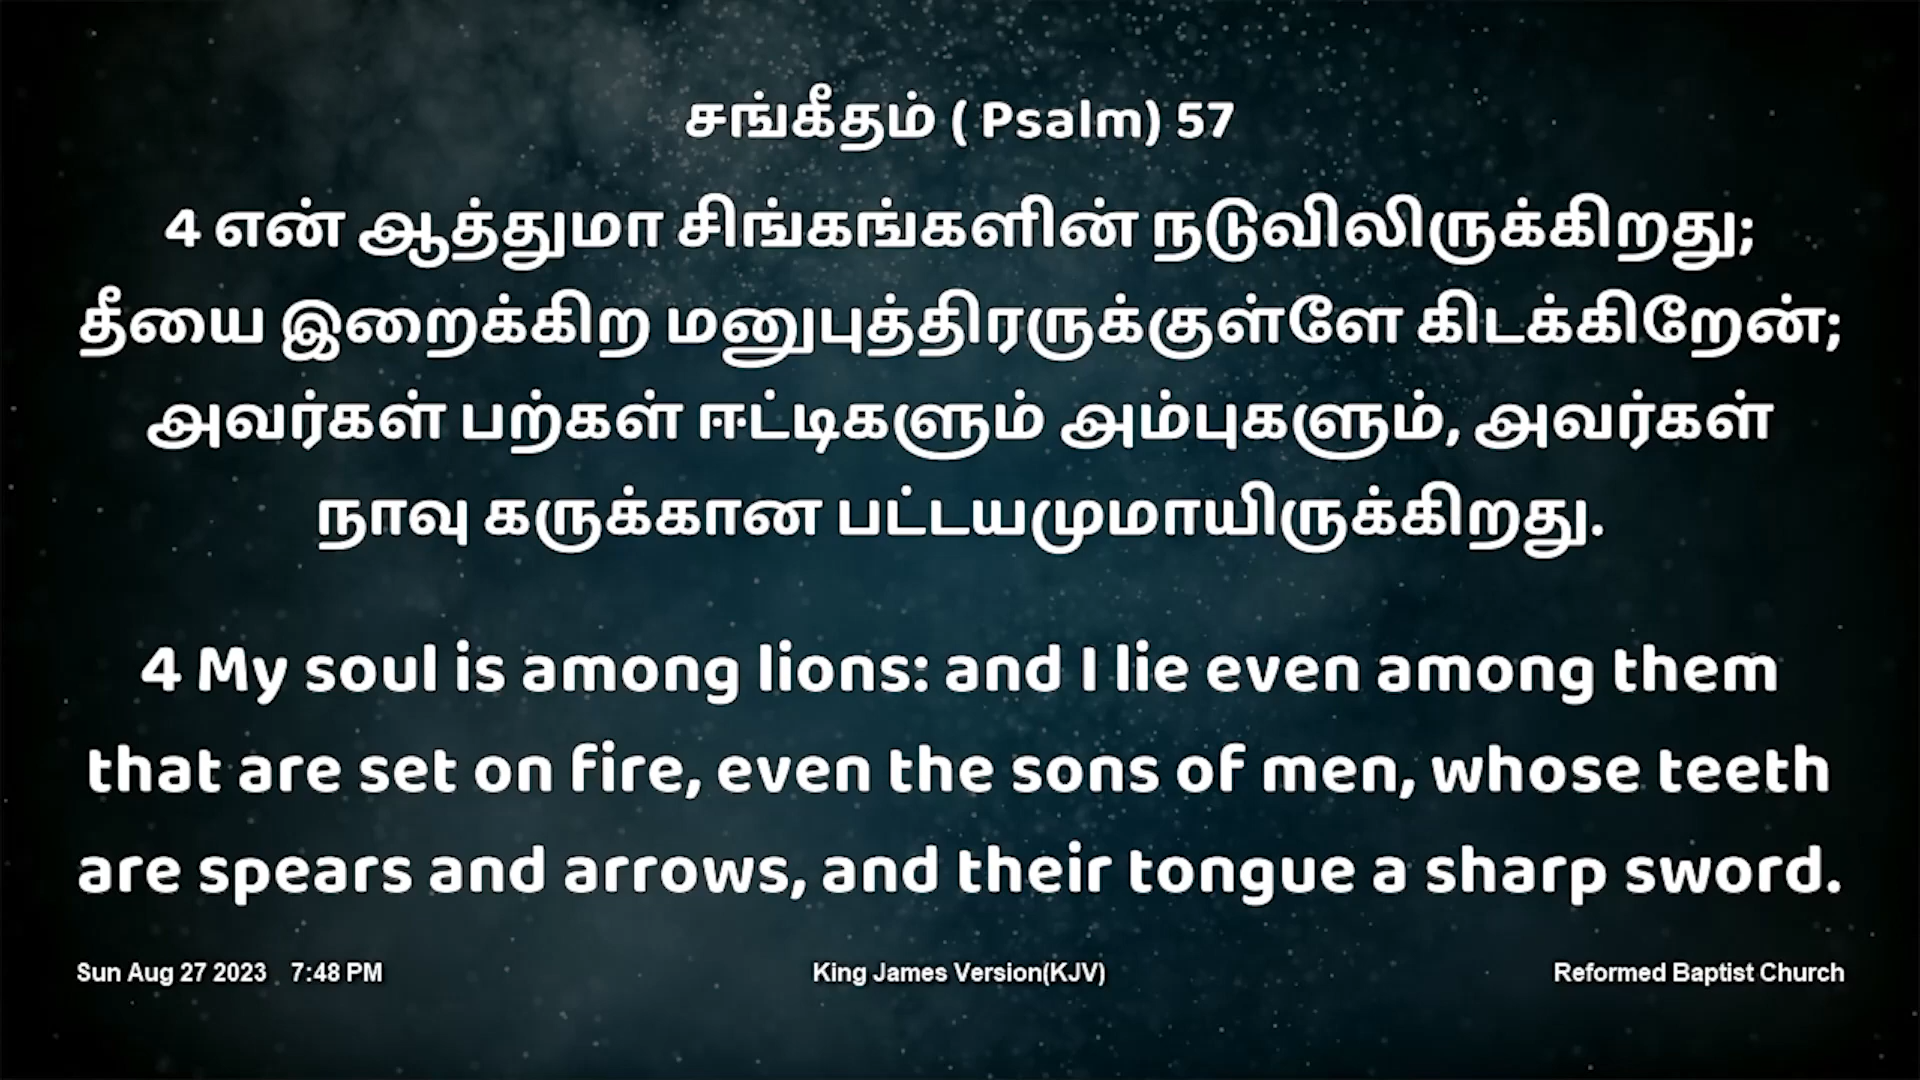 சங்கீதம் ( Psalm) 57
4 என் ஆத்துமா சிங்கங்களின் நடுவிலிருக்கிறது;
தீயை இறைக்கிற மனுபுத்திரருக்குள்ளே கிடக்கிறேன்;
அவர்கள் பற்கள் ஈட்டிகளும் அம்புகளும், அவர்கள்
நாவு கருக்கான பட்டயமுமாயிருக்கிறது.
4 My soul is among lions: and I lie even among them
that are set on fire, even the sons of men, whose teeth
are spears and arrows, and their tongue a sharp sword.
Sun Aug 27 2023 7:48 PM
King James Version(KJV)
Reformed Baptist Church